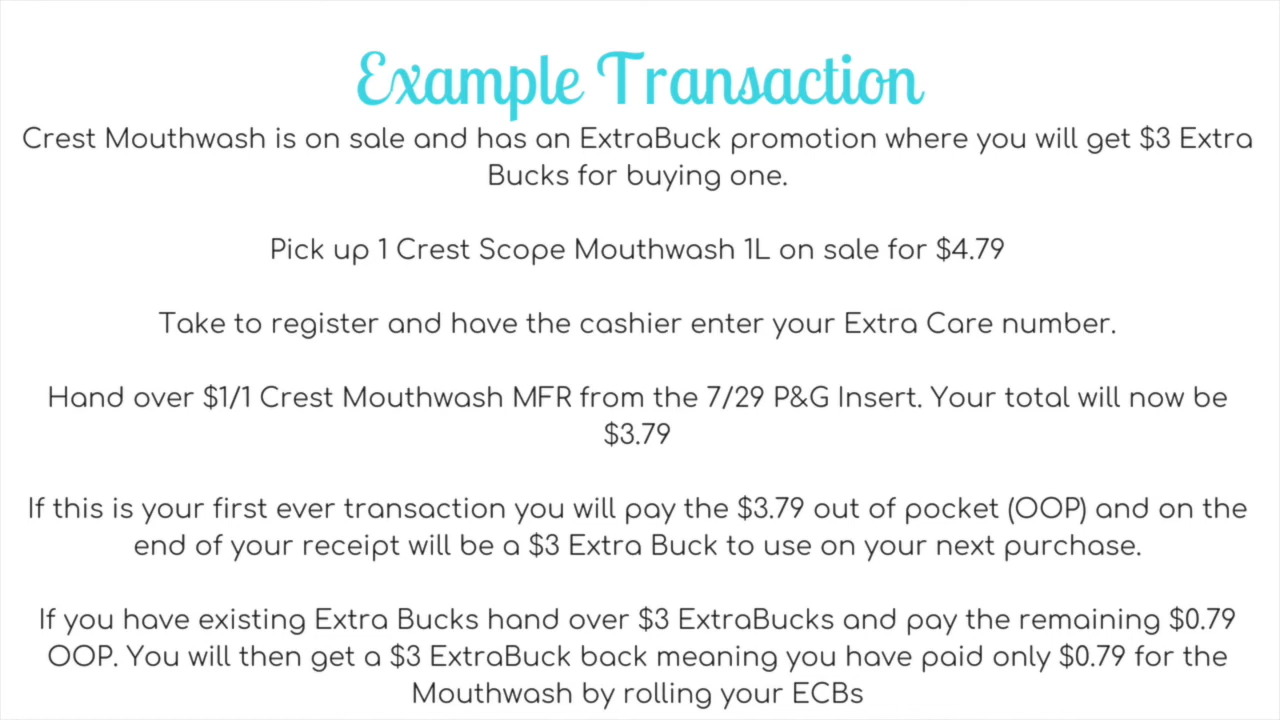 Example Transaction
Crest Mouthwash is on sale and has an ExtraBuck promotion where you will get $3 Extra
Bucks for buying one.
Pick up 1 Crest Scope Mouthwash 1L on sale for $4.79
Take to register and have the cashier enter your Extra Care number.
Hand over $1/1 Crest Mouthwash MFR from the 7/29 P&G Insert. Your total will now be
$3.79
If this is your first ever transaction you will pay the $3.79 out of pocket (OOP) and on the
end of your receipt will be a $3 Extra Buck to use on your next purchase.
If you have existing Extra Bucks hand over $3 ExtraBucks and pay the remaining $0.79
OOP. You will then get a $3 ExtraBuck back meaning you have paid only $0.79 for the
Mouthwash by rolling your ECBs